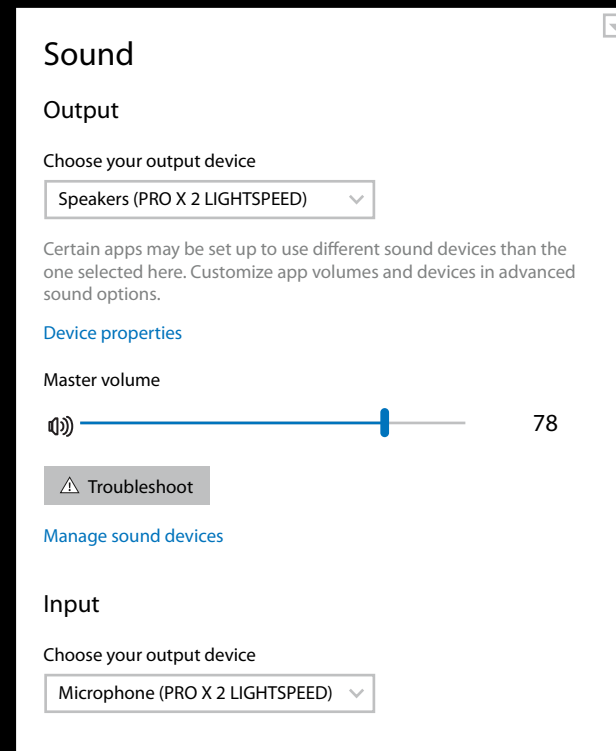 Sound
Output
Choose your output device
Speakers (PRO X 2 LIGHTSPEED)
Certain apps may be set up to use different sound devices than the
one selected here. Customize app volumes and devices in advanced
sound options.
Device properties
Master volume
78
Troubleshoot
Manage sound devices
Input
Choose your output device
Microphone (PRO X 2 LIGHTSPEED)